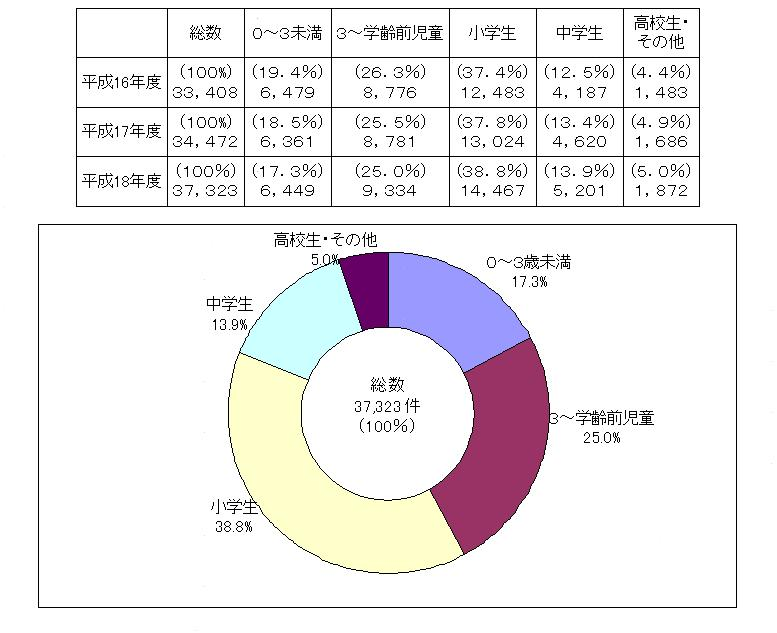 総数 ０～３未満 ３～学齢前児童 小学生 中学生 高校生・その他
平成16年度 (100%) (１９．４％) (２６．３％) (３７．４％) (１２．５％) (４．４％)
３３，４０８ ６，４７９ ８，７７６ １２，４８３ ４，１８７ １，４８３
平成17年度 (100%) (１８．５％) (２５．５％) (３７．８％) (１３．４％) (４．９％)
３４，４７２ ６，３６１ ８，７８１ １３，０２４ ４，６２０ １，６８６
平成18年度 (１００％) (１７．３％) (２５．０％) (３８．８％) (１３．９％) (５．０％)
３７，３２３ ６，４４９ ９，３３４ １４，４６７ ５，２０１ １，８７２
高校生・その他
5.0%
０～３歳未満
17.3%
中学生
13.9%
総数
37,323 件
（100％）
３～学齢前児童
25.0%
小学生
38.8%